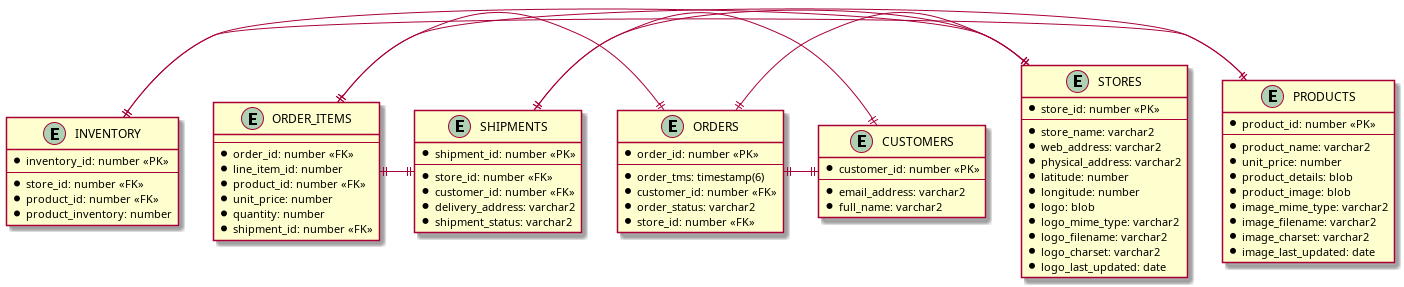 E INVENTORY
inventory_id: number «PK»
store_id: number «FK»
product_id: number «FK»
product_inventory: number
E ORDER_ITEMS
order_id: number «FK»
line_item_id: number
product_id: number «FK»
unit_price: number
quantity: number
shipment_id: number «FK»
E SHIPMENTS
shipment_id: number «PK»
store_id: number «FK»
customer_id: number «FK»
delivery_address: varchar2
shipment_status: varchar2
E ORDERS
order_id: number «PK»
order_tms: timestamp(6)
customer_id: number «FK»
order_status: varchar2
store_id: number «FK»
E CUSTOMERS
customer_id: number «PK»
email_address: varchar2
full_name: varchar2
E STORES
store_id: number «PK»
store_name: varchar2
web_address: varchar2
physical_address: varchar2
latitude: number
longitude: number
logo: blob
logo_mime_type: varchar2
logo_filename: varchar2
logo_charset: varchar2
logo_last_updated: date
E PRODUCTS
product_id: number «PK»
product_name: varchar2
unit_price: number
product_details: blob
product_image: blob
image_mime_type: varchar2
image_filename: varchar2
image_charset: varchar2
image_last_updated: date